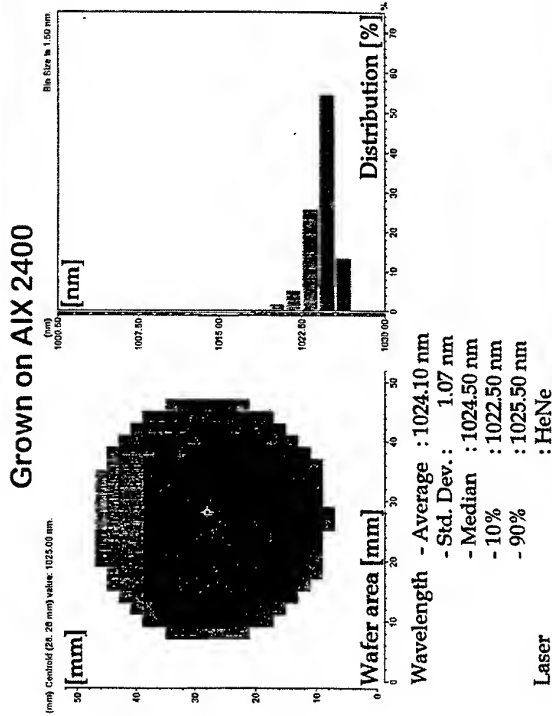 Grown on AIX 2400
(mm) Centroid (28, 28 mm) value: 1025.00 nm.
[mm]
50
40
30
20
10
0
0 10 20 30 40 50
Wafer area [mm]
(nm) Bin Size is 1.50 nm.
[nm]
%
70
60
50
40
30
20
10
0
Distribution [%]
1000.50 1007.50 1015.00 1022.50 1030.00
Wavelength - Average : 1024.10 nm
- Std. Dev. : 1.07 nm
- Median : 1024.50 nm
- 10% : 1022.50 nm
- 90% : 1025.50 nm
Laser : HeNe